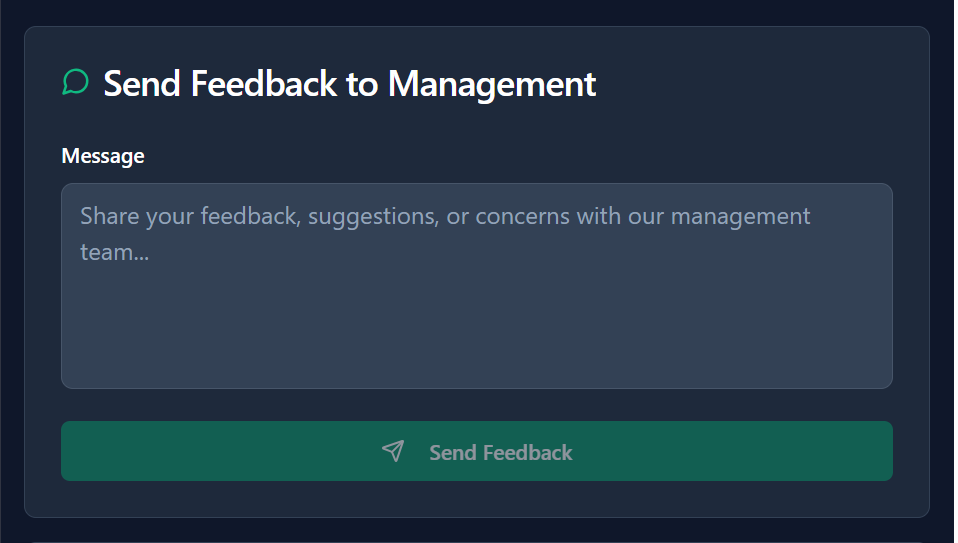 Send Feedback to Management
Message
Share your feedback, suggestions, or concerns with our management
team...
Send Feedback